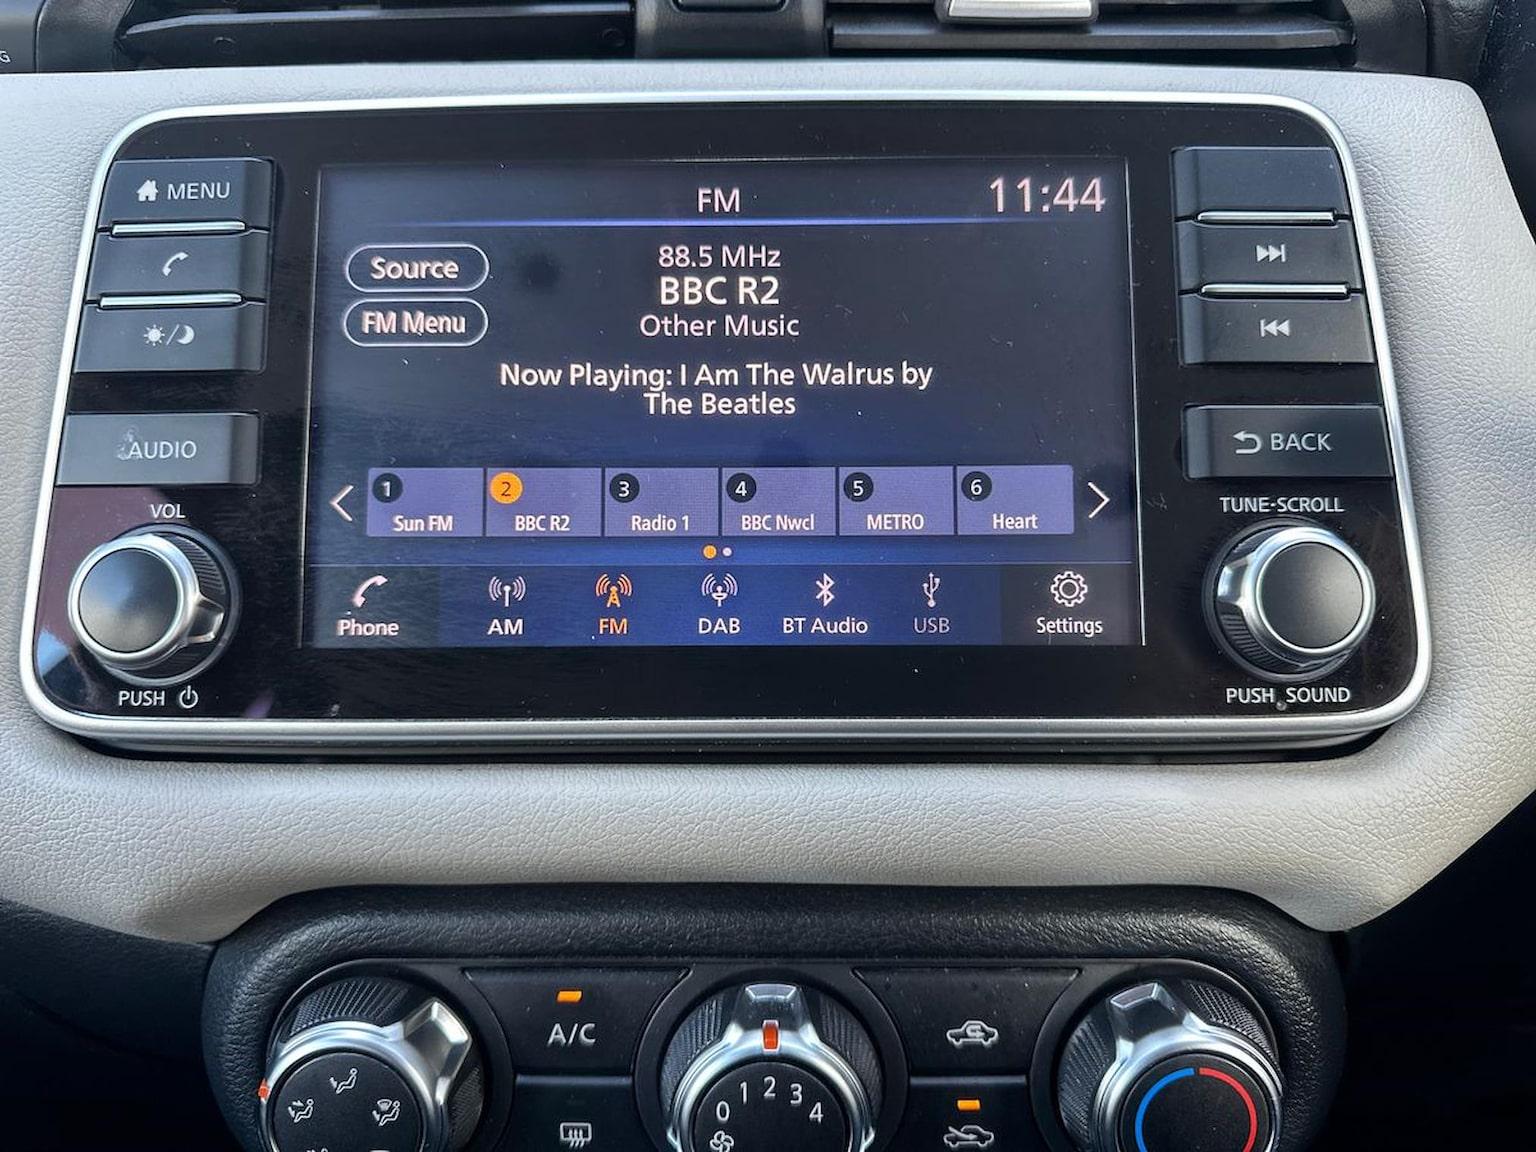 G
MENU
FM
11:44
Source
88.5 MHz
BBC R2
FM Menu
Other Music
Now Playing: I Am The Walrus by
The Beatles
AUDIO
BACK
VOL
TUNE·SCROLL
1
2
3
4
5
6
Sun FM
BBC R2
Radio 1
BBC Nwcl
METRO
Heart
Phone
AM
FM
DAB
BT Audio
USB
Settings
PUSH
PUSH SOUND
A/C
0 1 2 3 4